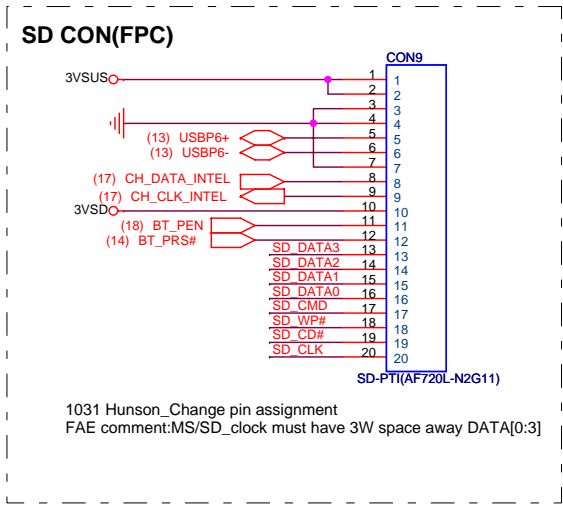 SD CON(FPC)
CON9
3VSUS 1 1
2 2
3 3
4 4
(13) USBP6+ 5 5
(13) USBP6- 6 6
7 7
(17) CH_DATA_INTEL 8 8
(17) CH_CLK_INTEL 9 9
3VSD 10 10
(18) BT_PEN 11 11
(14) BT_PRS# 12 12
SD_DATA3 13 13
SD_DATA2 14 14
SD_DATA1 15 15
SD_DATA0 16 16
SD_CMD 17 17
SD_WP# 18 18
SD_CD# 19 19
SD_CLK 20 20
SD-PTI(AF720L-N2G11)
1031 Hunson_Change pin assignment
FAE comment:MS/SD_clock must have 3W space away DATA[0:3]